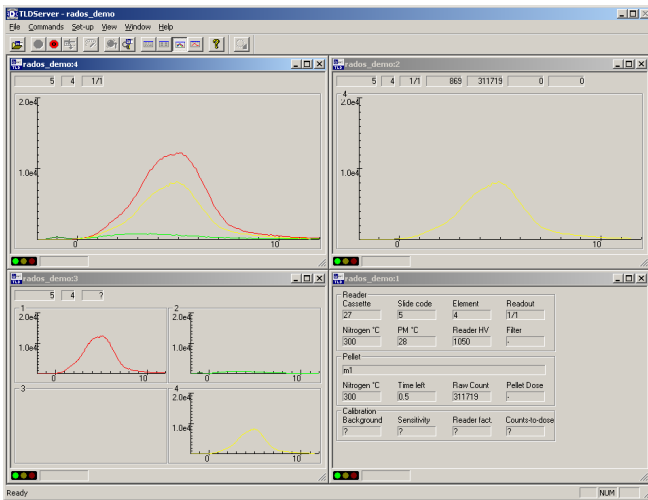 TLDServer - rados_demo
File Commands Set-up View Window Help
rados_demo:4
5 4 1/1
2.0e4
1.0e4
0 10
rados_demo:2
5 4 1/1 869 311719 0 0
4
2.0e4
1.0e4
0 10
rados_demo:3
5 4 ?
1
2.0e4
1.0e4
0 10
2
2.0e4
1.0e4
0 10
3
4
2.0e4
1.0e4
0 10
rados_demo:1
Reader
Cassette Slide code Element Readout
27 5 4 1/1
Nitrogen °C PM °C Reader HV Filter
300 28 1050 -
Pellet
m1
Nitrogen °C Time left Raw Count Pellet Dose
300 0.5 311719 -
Calibration
Background Sensitivity Reader fact. Counts-to-dose
? ? ? ?
Ready NUM